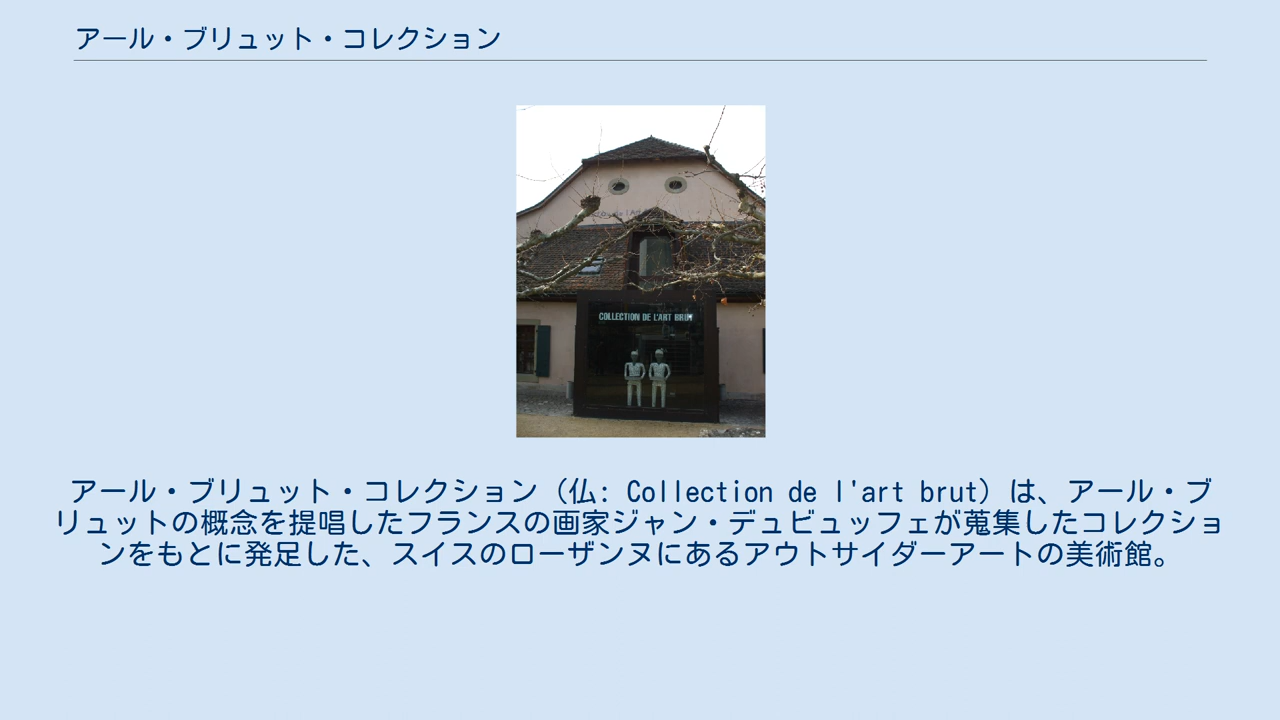 アール・ブリュット・コレクション
COLLECTION DE L'ART BRUT
アール・ブリュット・コレクション（仏: Collection de l'art brut）は、アール・ブ
リュットの概念を提唱したフランスの画家ジャン・デュビュッフェが蒐集したコレクショ
ンをもとに発足した、スイスのローザンヌにあるアウトサイダーアートの美術館。